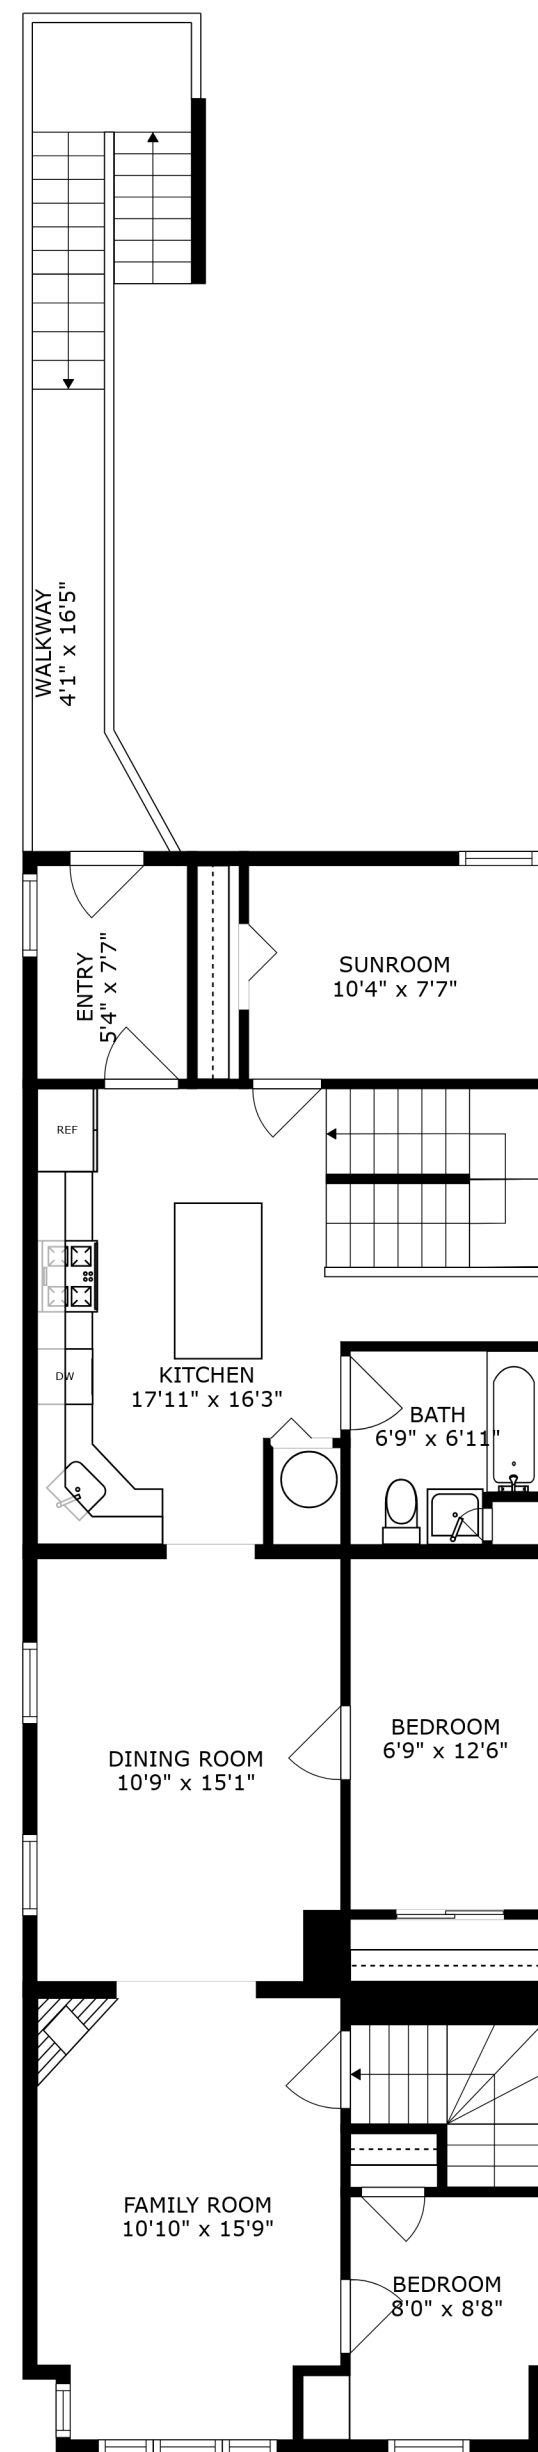 WALKWAY
4'1" x 16'5"
ENTRY
5'4" x 7'7"
SUNROOM
10'4" x 7'7"
REF
KITCHEN
17'11" x 16'3"
DW
BATH
6'9" x 6'11"
BEDROOM
6'9" x 12'6"
DINING ROOM
10'9" x 15'1"
FAMILY ROOM
10'10" x 15'9"
BEDROOM
8'0" x 8'8"